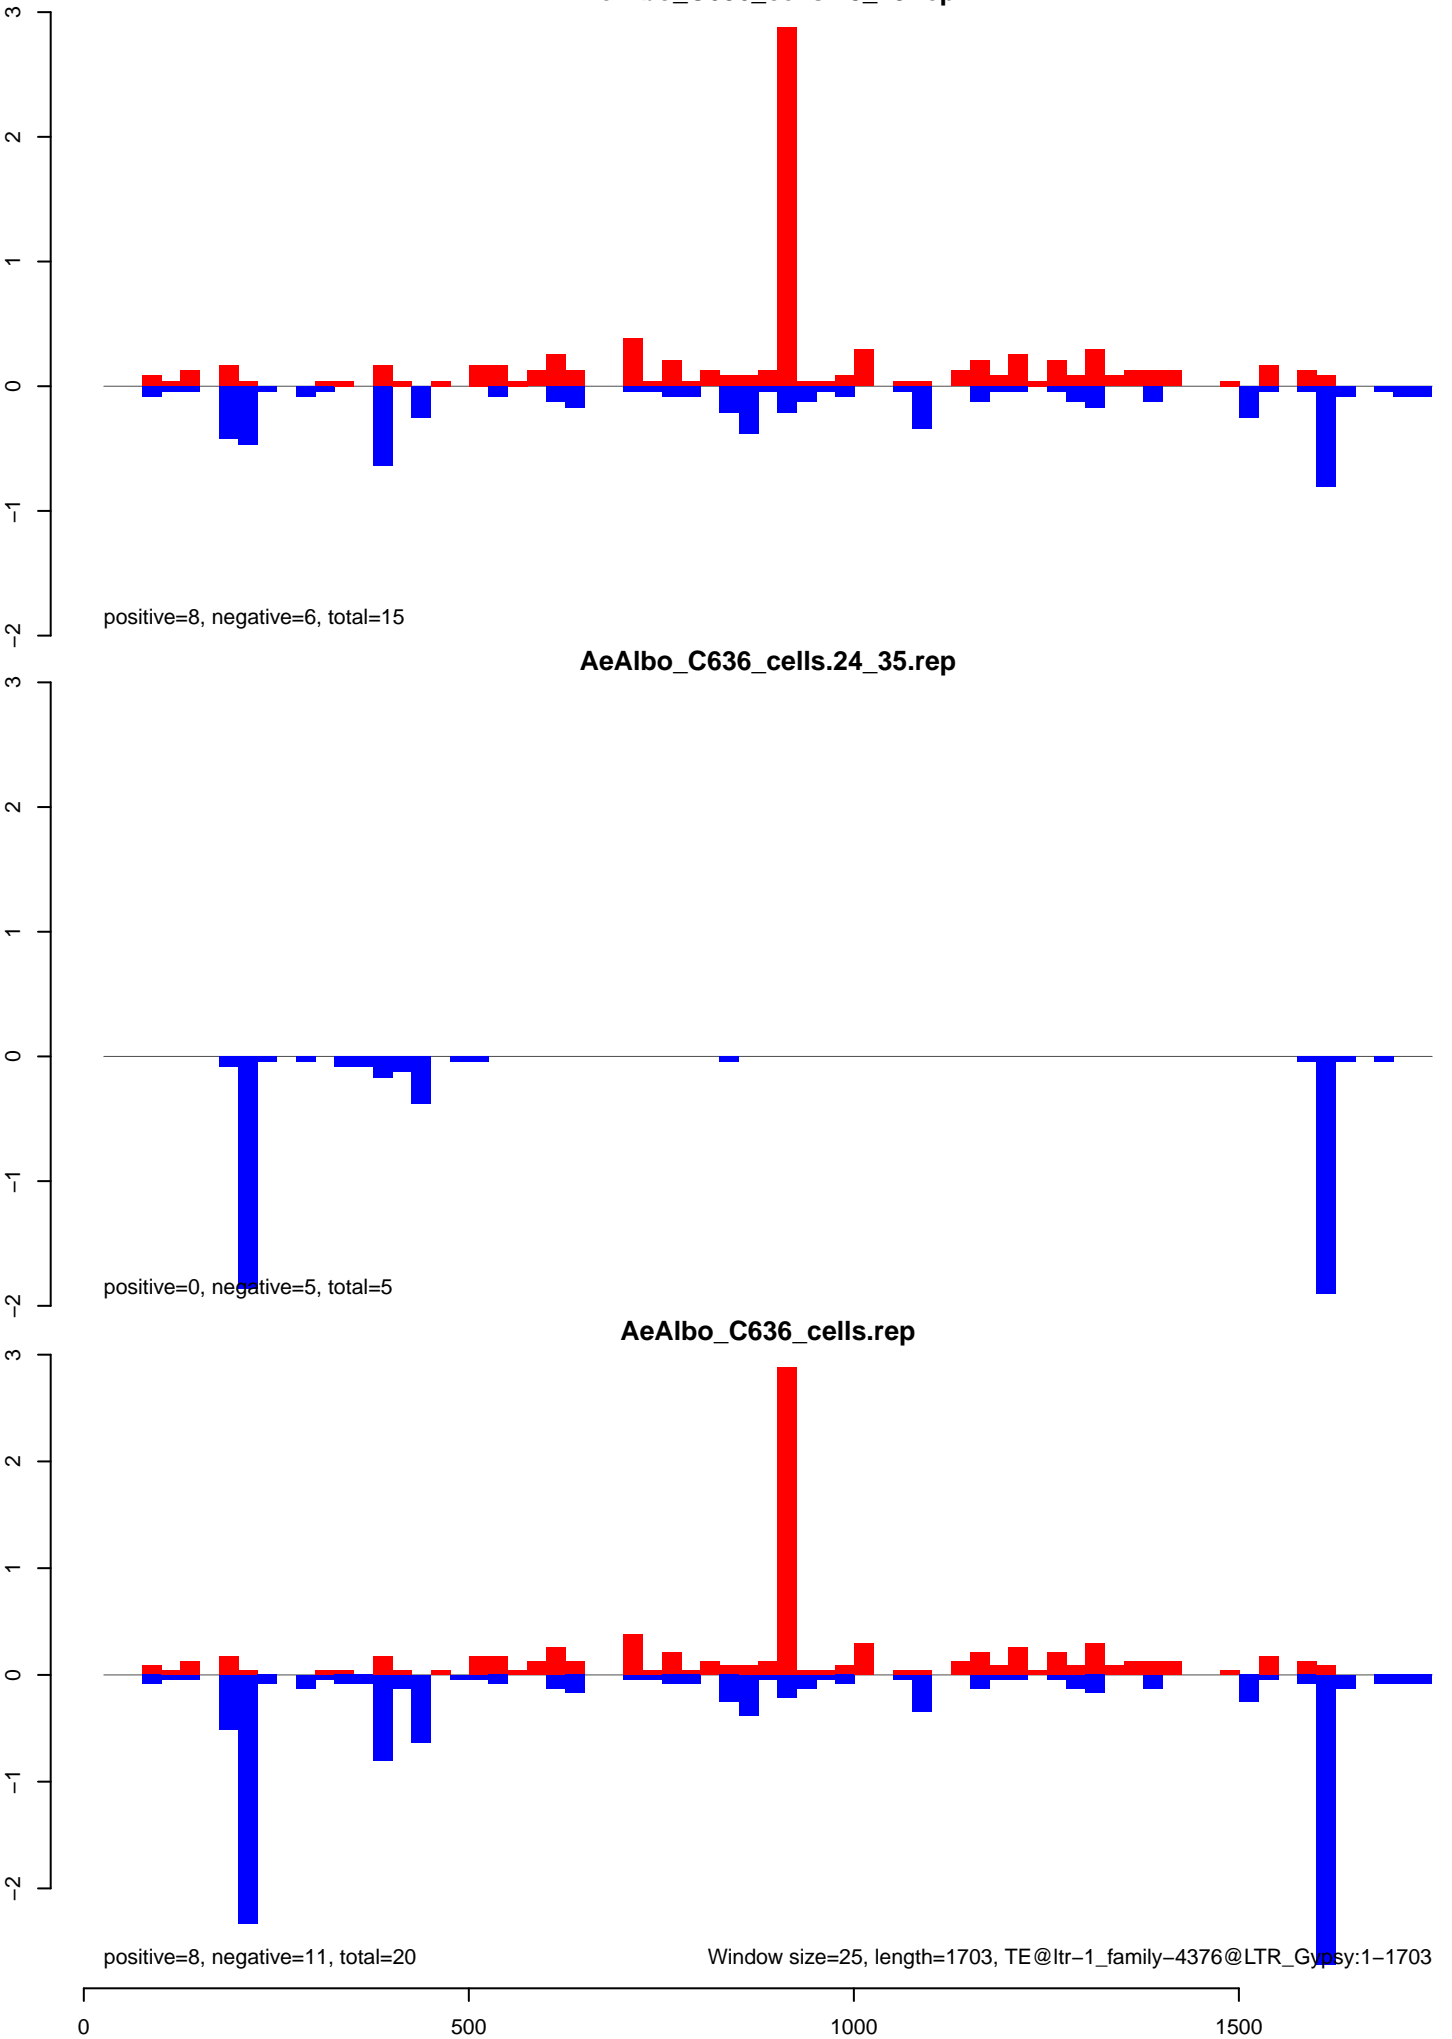 3
2
1
0
−1
−2
positive=8, negative=6, total=15
AeAlbo_C636_cells.24_35.rep
3
2
1
0
−1
−2
positive=0, negative=5, total=5
AeAlbo_C636_cells.rep
3
2
1
0
−1
−2
positive=8, negative=11, total=20
Window size=25, length=1703, TE@ltr−1_family−4376@LTR_Gypsy:1−1703
0 500 1000 1500